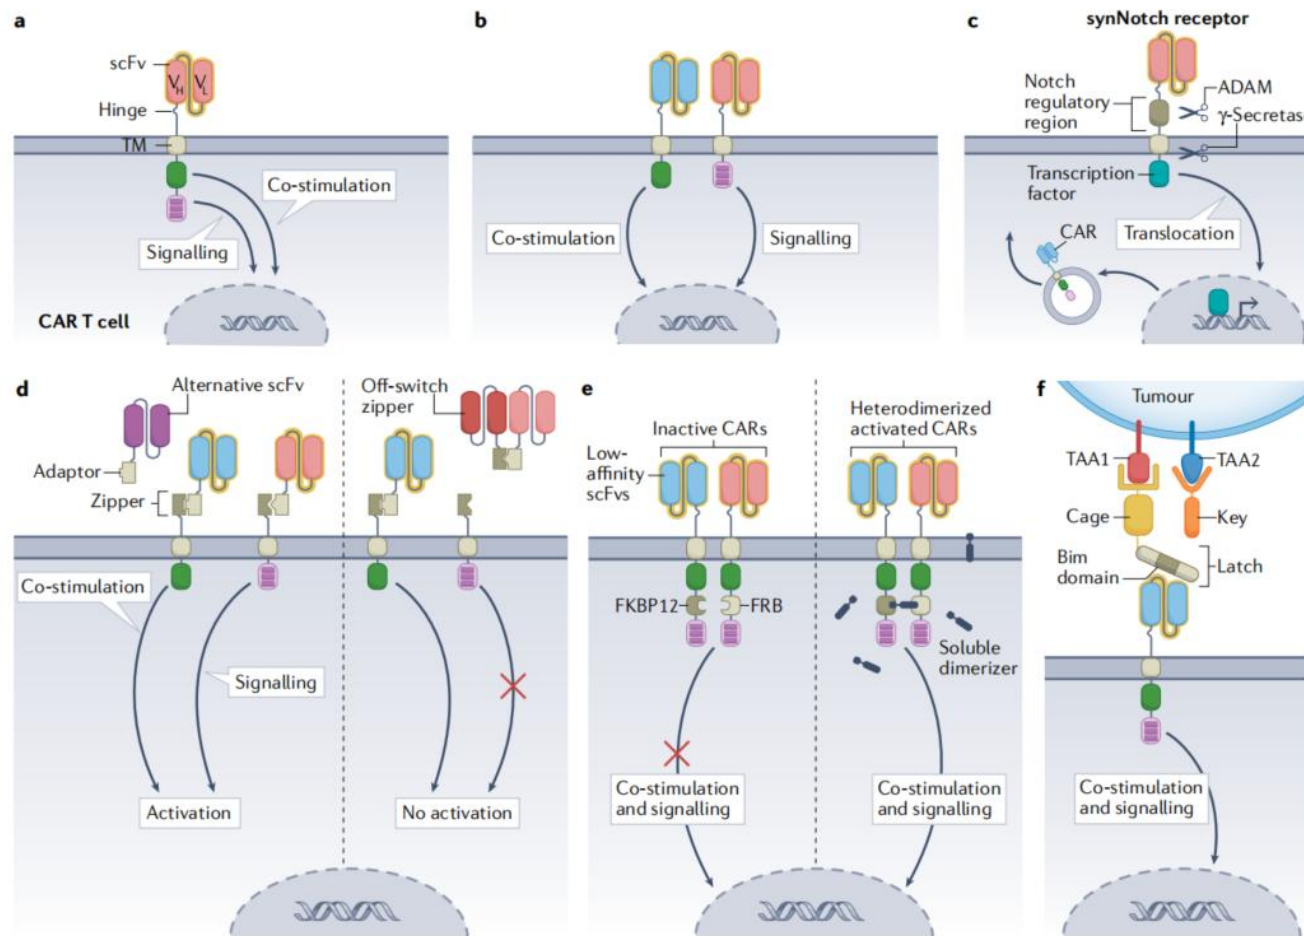 a
scFv
V_H
V_L
Hinge
TM
Co-stimulation
Signalling
CAR T cell
b
Co-stimulation
Signalling
c
synNotch receptor
Notch
regulatory
region
ADAM
γ-Secretas
Transcription
factor
CAR
Translocation
d
Alternative scFv
Adaptor
Zipper
Co-stimulation
Signalling
Activation
Off-switch
zipper
No activation
e
Inactive CARs
Low-
affinity
scFvs
Heterodimerized
activated CARs
FKBP12
FRB
Soluble
dimerizer
Co-stimulation
and signalling
Co-stimulation
and signalling
f
Tumour
TAA1
TAA2
Cage
Key
Bim
domain
Latch
Co-stimulation
and signalling